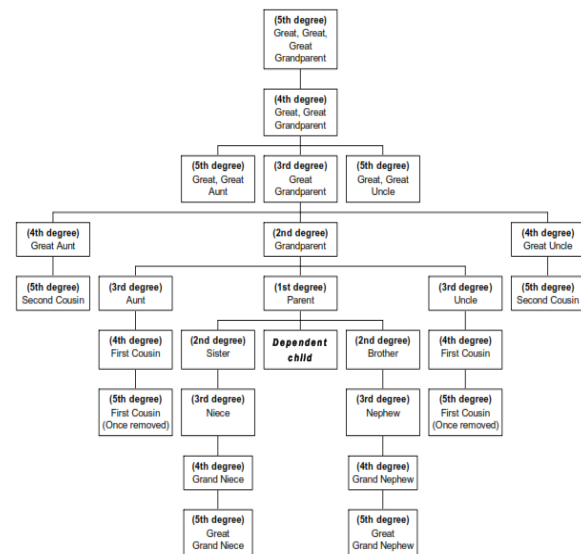 (5th degree)
Great, Great,
Great
Grandparent
(4th degree)
Great, Great
Grandparent
(5th degree)
Great, Great
Aunt
(3rd degree)
Great
Grandparent
(5th degree)
Great, Great
Uncle
(4th degree)
Great Aunt
(2nd degree)
Grandparent
(4th degree)
Great Uncle
(5th degree)
Second Cousin
(3rd degree)
Aunt
(1st degree)
Parent
(3rd degree)
Uncle
(5th degree)
Second Cousin
(4th degree)
First Cousin
(2nd degree)
Sister
Dependent
child
(2nd degree)
Brother
(4th degree)
First Cousin
(5th degree)
First Cousin
(Once removed)
(3rd degree)
Niece
(3rd degree)
Nephew
(5th degree)
First Cousin
(Once removed)
(4th degree)
Grand Niece
(4th degree)
Grand Nephew
(5th degree)
Great
Grand Niece
(5th degree)
Great
Grand Nephew